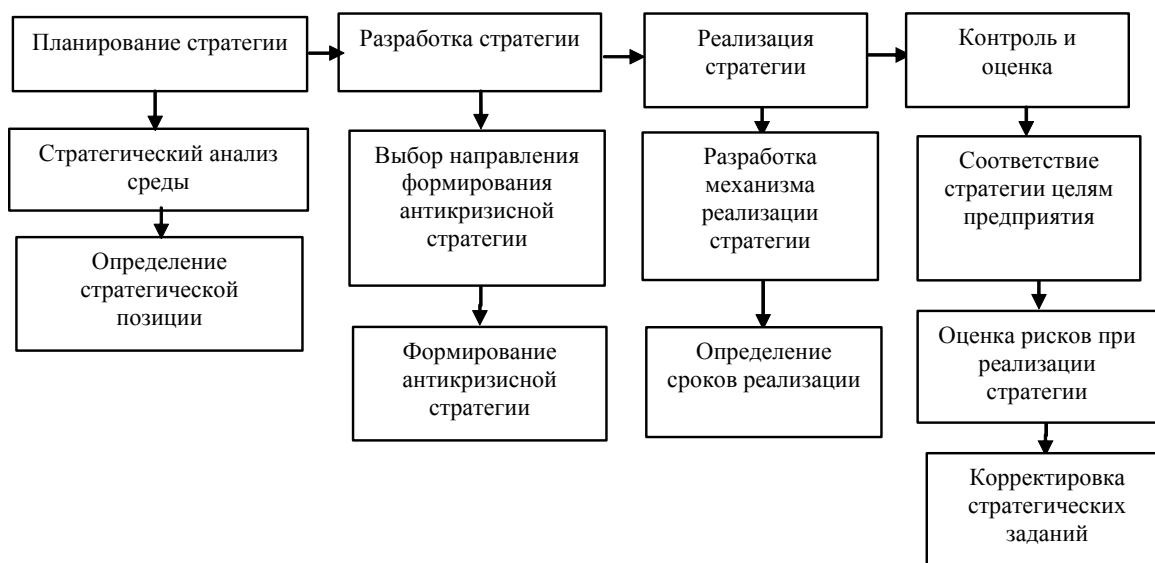 Планирование стратегии
Разработка стратегии
Реализация
стратегии
Контроль и
оценка
Стратегический анализ
среды
Выбор направления
формирования
антикризисной
стратегии
Разработка
механизма
реализации
стратегии
Соответствие
стратегии целям
предприятия
Определение
стратегической
позиции
Формирование
антикризисной
стратегии
Определение
сроков реализации
Оценка рисков при
реализации
стратегии
Корректировка
стратегических
заданий